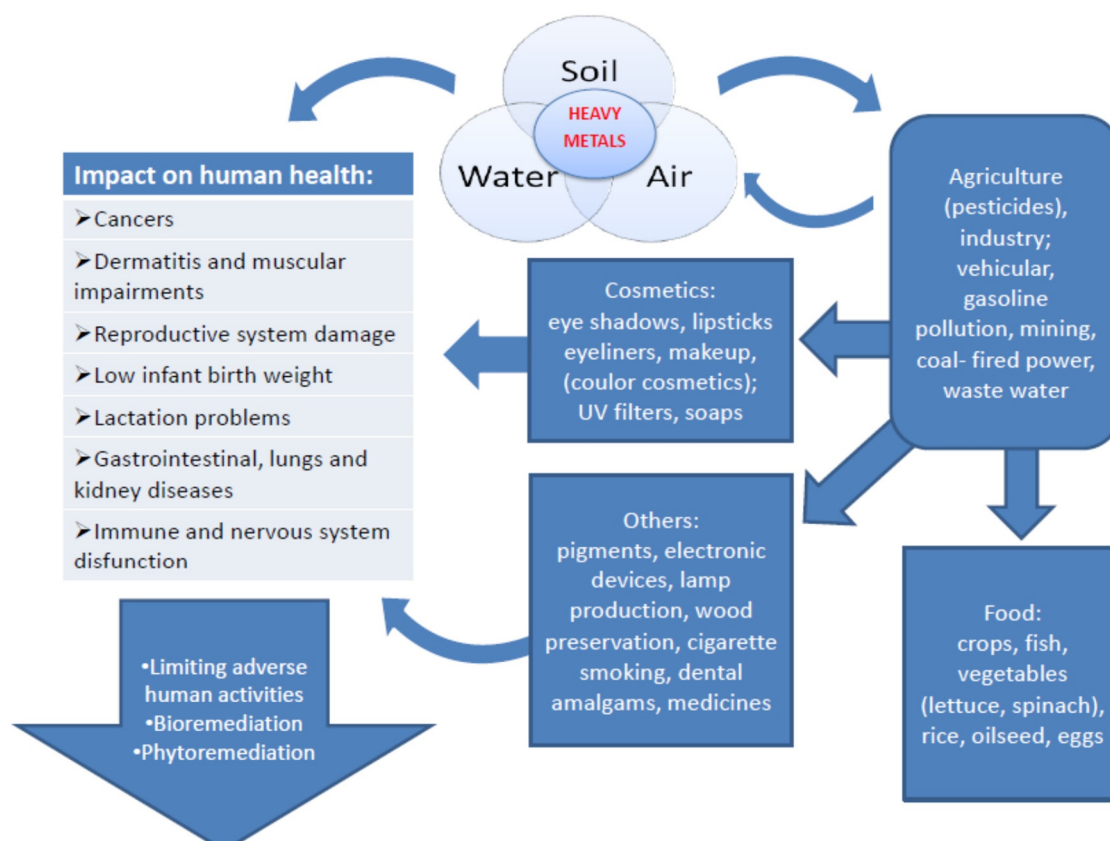 Soil
HEAVY
METALS
Water
Air
Impact on human health:
➢Cancers
➢Dermatitis and muscular
impairments
➢Reproductive system damage
➢Low infant birth weight
➢Lactation problems
➢Gastrointestinal, lungs and
kidney diseases
➢Immune and nervous system
disfunction
•Limiting adverse
human activities
•Bioremediation
•Phytoremediation
Cosmetics:
eye shadows, lipsticks
eyeliners, makeup,
(coulor cosmetics);
UV filters, soaps
Others:
pigments, electronic
devices, lamp
production, wood
preservation, cigarette
smoking, dental
amalgams, medicines
Agriculture
(pesticides),
industry;
vehicular,
gasoline
pollution, mining,
coal- fired power,
waste water
Food:
crops, fish,
vegetables
(lettuce, spinach),
rice, oilseed, eggs